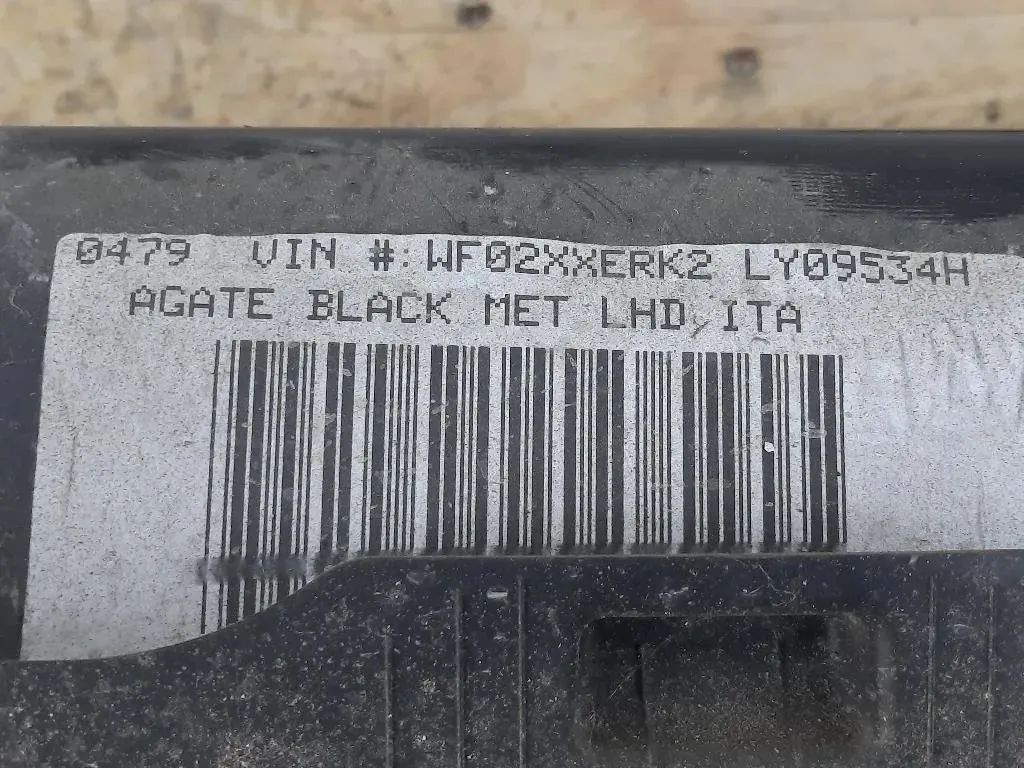 0479 VIN #: WF02XXERK2 LY09534H
AGATE BLACK MET LHD, ITA